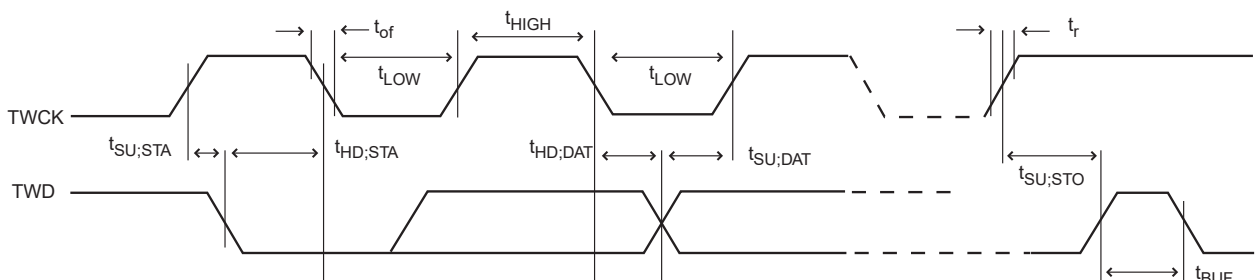 t_of
t_HIGH
t_r
t_LOW
t_LOW
TWCK
t_SU;STA
t_HD;STA
t_HD;DAT
t_SU;DAT
t_SU;STO
TWD
t_BUF